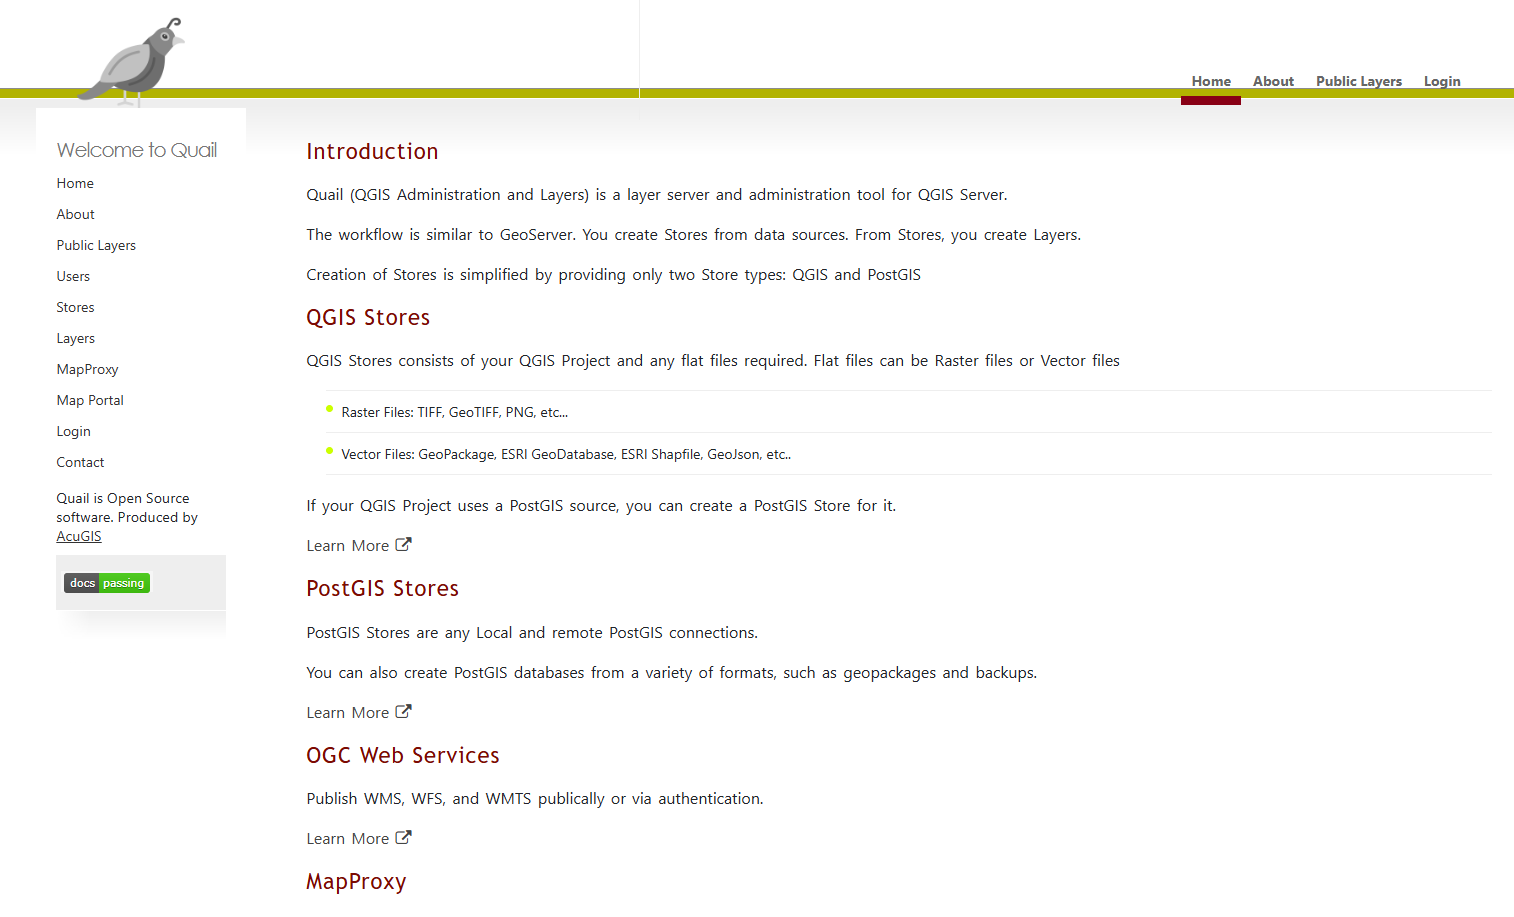 Home About Public Layers Login
Welcome to Quail
Home
About
Public Layers
Users
Stores
Layers
MapProxy
Map Portal
Login
Contact
Quail is Open Source
software. Produced by
AcuGIS
docs passing
Introduction
Quail (QGIS Administration and Layers) is a layer server and administration tool for QGIS Server.
The workflow is similar to GeoServer. You create Stores from data sources. From Stores, you create Layers.
Creation of Stores is simplified by providing only two Store types: QGIS and PostGIS
QGIS Stores
QGIS Stores consists of your QGIS Project and any flat files required. Flat files can be Raster files or Vector files
Raster Files: TIFF, GeoTIFF, PNG, etc...
Vector Files: GeoPackage, ESRI GeoDatabase, ESRI Shapfile, GeoJson, etc..
If your QGIS Project uses a PostGIS source, you can create a PostGIS Store for it.
Learn More
PostGIS Stores
PostGIS Stores are any Local and remote PostGIS connections.
You can also create PostGIS databases from a variety of formats, such as geopackages and backups.
Learn More
OGC Web Services
Publish WMS, WFS, and WMTS publically or via authentication.
Learn More
MapProxy